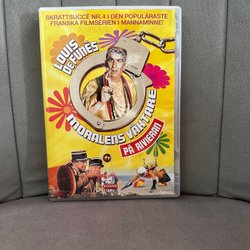 SKRATTSUCCÉ NR.4 I DEN POPULÄRASTE
FRANSKA FILMSERIEN I MANNAMINNE!
LOUIS
DE FUNÈS
MORALENS VÄKTARE
PÅ RIVIERAN